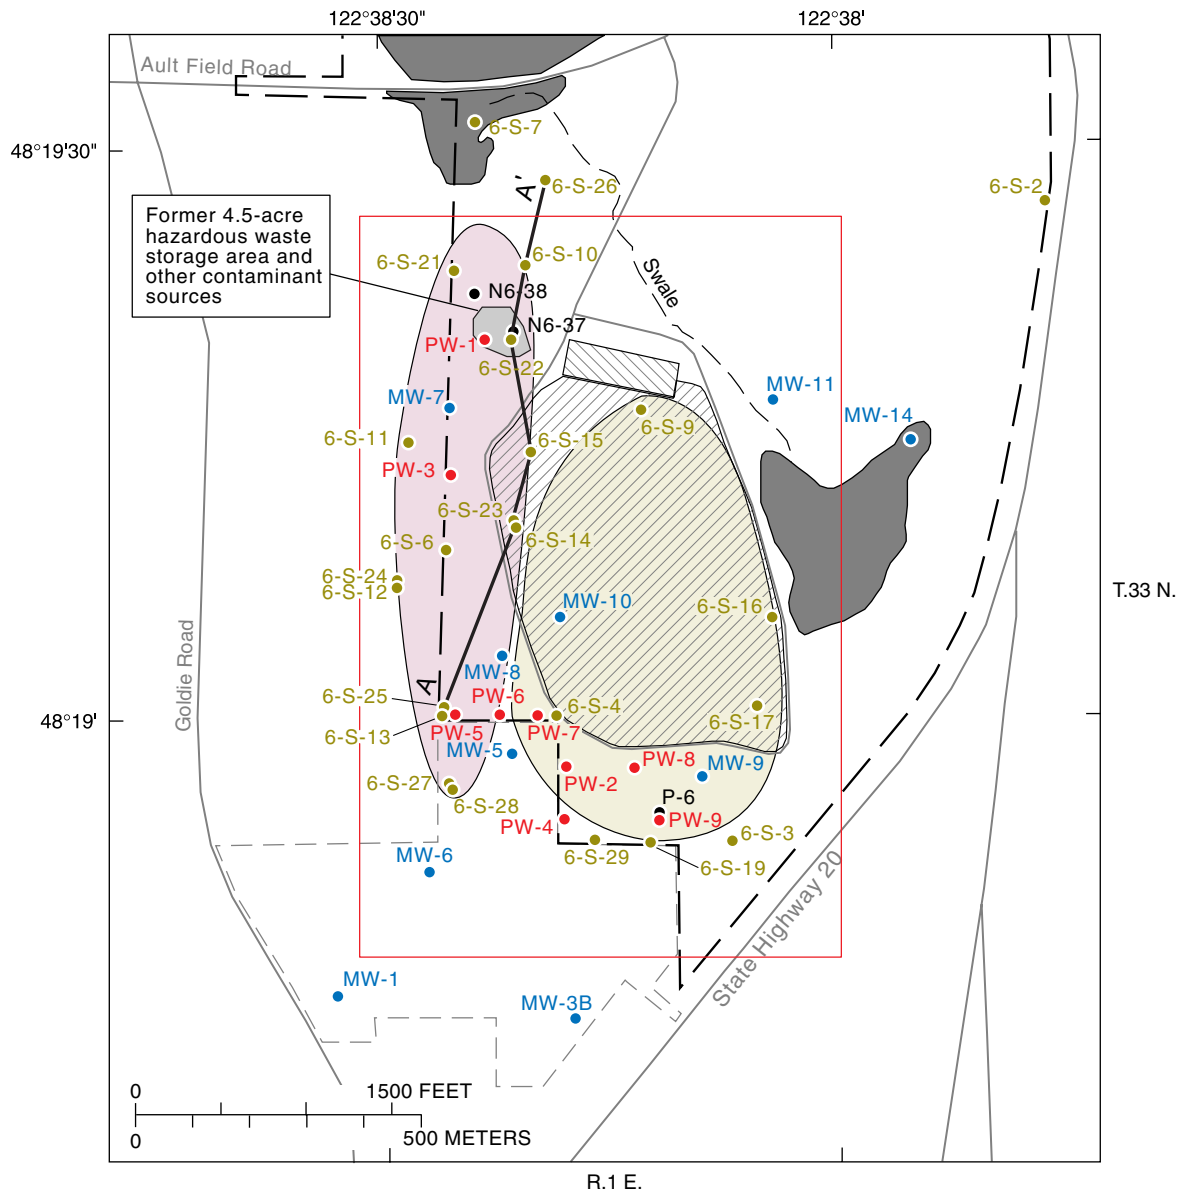 122°38'30"
122°38'
Ault Field Road
6-S-7
48°19'30"
A'
6-S-26
6-S-2
Former 4.5-acre
hazardous waste
storage area and
other contaminant
sources
6-S-21
6-S-10
Swale
N6-38
N6-37
PW-1
6-S-22
MW-11
MW-7
MW-14
6-S-9
6-S-11
6-S-15
PW-3
6-S-23
6-S-14
6-S-6
6-S-24
6-S-12
T.33 N.
MW-10
6-S-16
Goldie Road
MW-8
A
6-S-25
PW-6
6-S-4
48°19'
6-S-17
6-S-13
PW-5
PW-7
MW-5
PW-8
MW-9
6-S-27
PW-2
6-S-28
P-6
PW-9
PW-4
6-S-3
MW-6
6-S-29
6-S-19
State Highway 20
MW-1
MW-3B
0
1500 FEET
0
500 METERS
R.1 E.